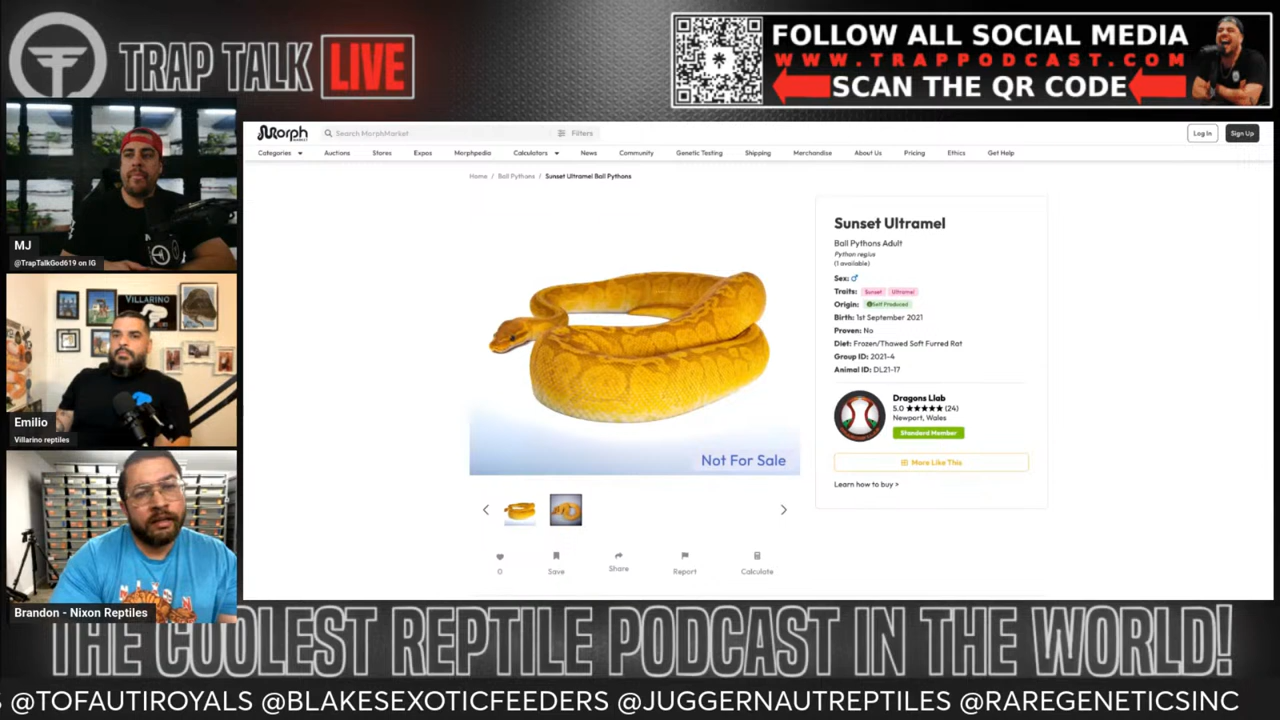 TRAP TALK LIVE
FOLLOW ALL SOCIAL MEDIA
WWW.TRAPPODCAST.COM
SCAN THE QR CODE
MJ
@TrapTalkGod619 on IG
VILLARINO
Emilio
Villarino reptiles
Brandon - Nixon Reptiles
Morph
MARKET
Search MorphMarket
Filters
Log In
Sign Up
Categories
Auctions
Stores
Expos
Morphpedia
Calculators
News
Community
Genetic Testing
Shipping
Merchandise
About Us
Pricing
Ethics
Get Help
Home / Ball Pythons / Sunset Ultramel Ball Pythons
Not For Sale
0
Save
Share
Report
Calculate
Sunset Ultramel
Ball Pythons Adult
Python regius
(1 available)
Sex: ♂
Traits: Sunset Ultramel
Origin: Self Produced
Birth: 1st September 2021
Proven: No
Diet: Frozen/Thawed Soft Furred Rat
Group ID: 2021-4
Animal ID: DL21-17
Dragons Llab
5.0 ★★★★★ (24)
Newport, Wales
Standard Member
More Like This
Learn how to buy >
THE COOLEST REPTILE PODCAST IN THE WORLD!
S @TOFAUTIROYALS @BLAKESEXOTICFEEDERS @JUGGERNAUTREPTILES @RAREGENETICSINC